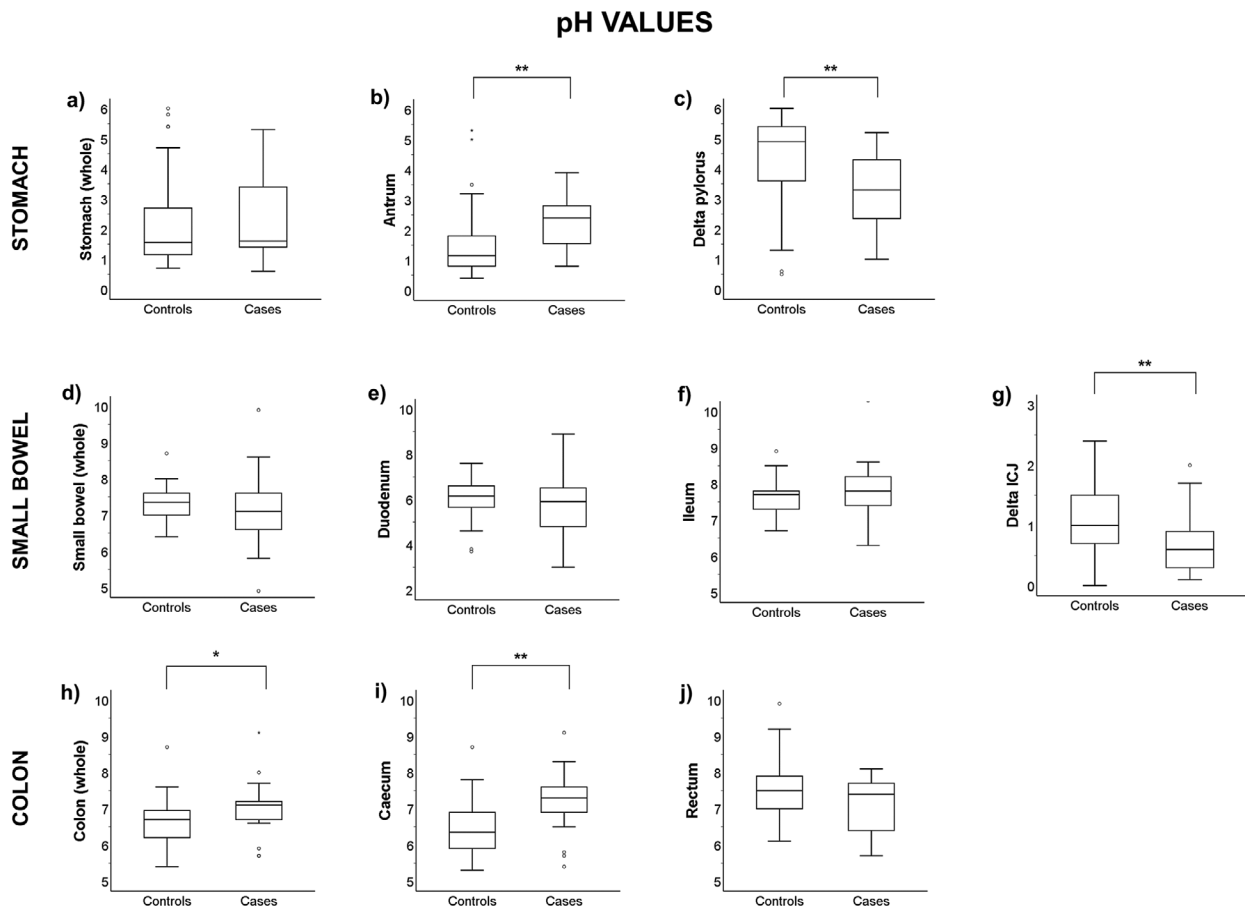 pH VALUES
STOMACH
a)
Stomach (whole)
6
5
4
3
2
1
0
Controls Cases
b)
**
Antrum
6
5
4
3
2
1
0
Controls Cases
c)
**
Delta pylorus
6
5
4
3
2
1
0
Controls Cases
SMALL BOWEL
d)
Small bowel (whole)
10
9
8
7
6
5
Controls Cases
e)
Duodenum
10
8
6
4
2
Controls Cases
f)
Ileum
10
9
8
7
6
5
Controls Cases
g)
**
Delta ICJ
3
2
1
0
Controls Cases
COLON
h)
*
Colon (whole)
10
9
8
7
6
5
Controls Cases
i)
**
Caecum
10
9
8
7
6
5
Controls Cases
j)
Rectum
10
9
8
7
6
5
Controls Cases